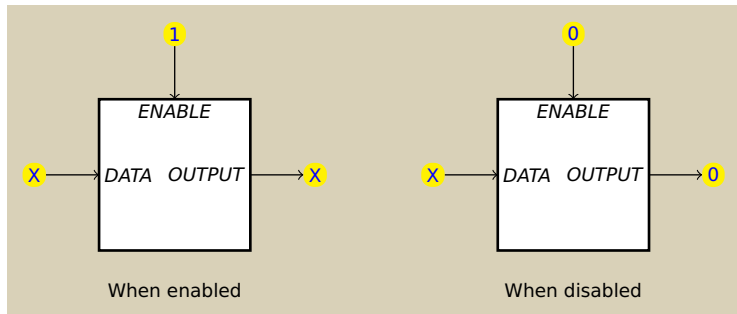 1
ENABLE
X
DATA
OUTPUT
X
When enabled
0
ENABLE
X
DATA
OUTPUT
0
When disabled